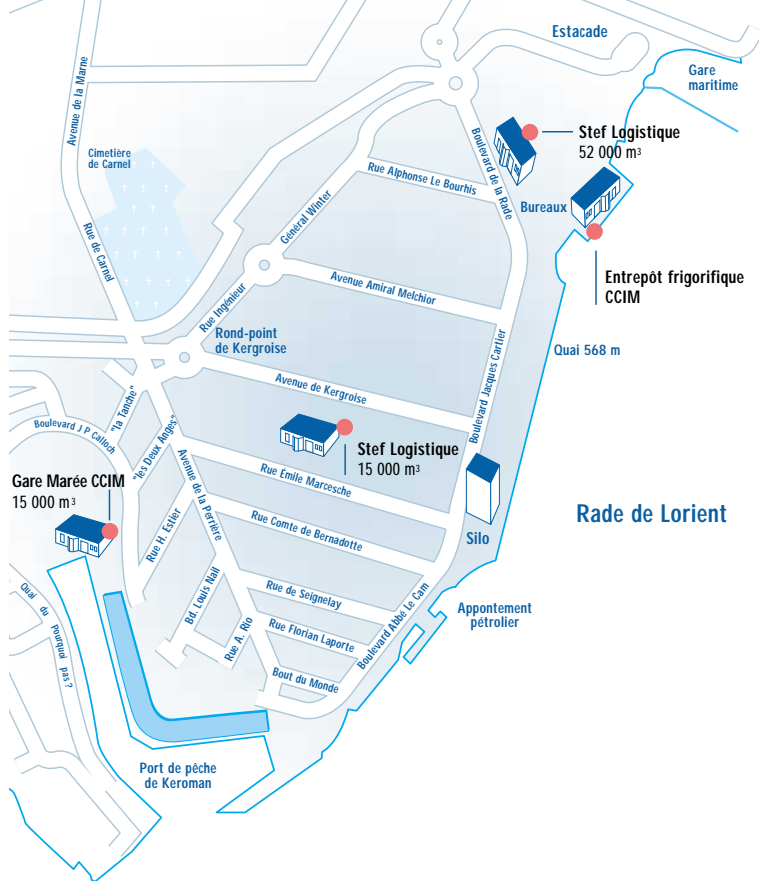 Estacade
Gare
maritime
Avenue de la Marne
Cimetière
de Carnel
Stef Logistique
52 000 m³
Boulevard de la Rade
Rue Alphonse Le Bourhis
Bureaux
Général Winter
Rue de Carnel
Entrepôt frigorifique
CCIM
Avenue Amiral Melchior
Rue Ingénieur
Rond-point
de Kergroise
Quai 568 m
Boulevard Jacques Cartier
Avenue de Kergroise
"la Tanche"
Boulevard J P Calloch
"les Deux Anges"
Stef Logistique
15 000 m³
Rue Émile Marcesche
Avenue de la Perrière
Gare Marée CCIM
15 000 m³
Rue H. Estier
Rue Comte de Bernadotte
Rade de Lorient
Silo
Bd. Louis Nail
Rue de Seignelay
Quai du Pourquoi pas ?
Appontement
pétrolier
Rue A. Rio
Rue Florian Laporte
Boulevard Abbé Le Cam
Bout du Monde
Port de pêche
de Keroman